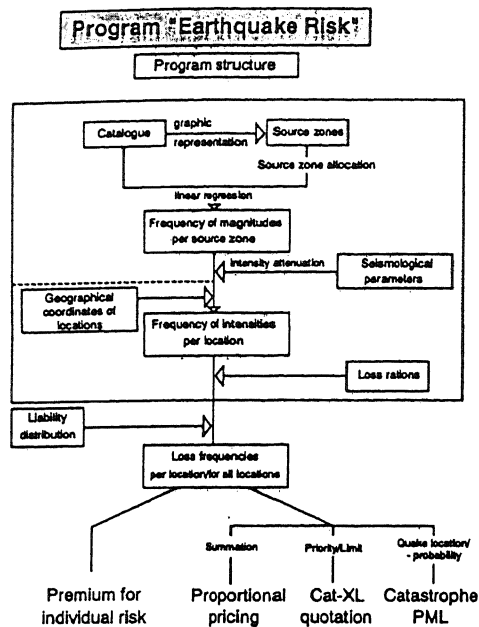 Program "Earthquake Risk"
Program structure
Catalogue
graphic
representation
Source zones
Source zone allocation
linear regression
Frequency of magnitudes
per source zone
Intensity attenuation
Seismological
parameters
Geographical
coordinates of
locations
Frequency of intensities
per location
Loss rations
Liability
distribution
Loss frequencies
per location/for all locations
Summation
Priority/Limit
Quake location/
- probability
Premium for
individual risk
Proportional
pricing
Cat-XL
quotation
Catastrophe
PML